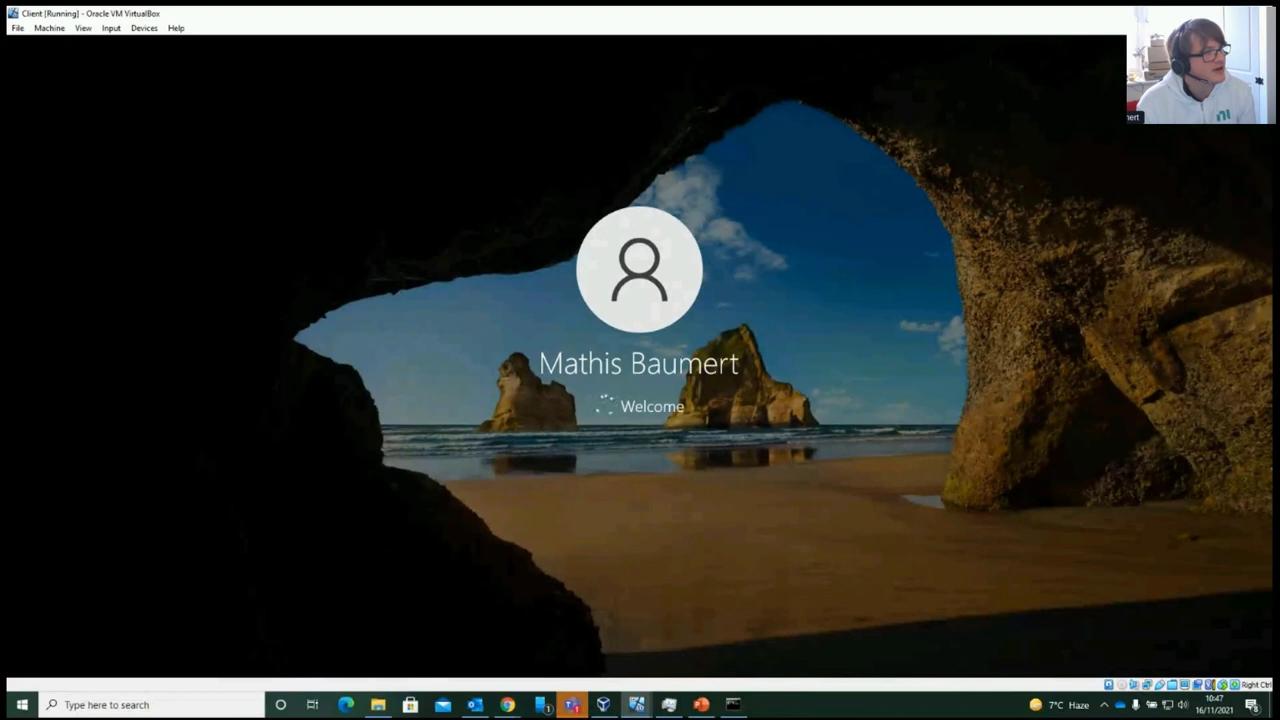 Client [Running] - Oracle VM VirtualBox
File Machine View Input Devices Help
mert
Mathis Baumert
Welcome
Right Ctrl
Type here to search
7°C Haze
10:47
16/11/2021